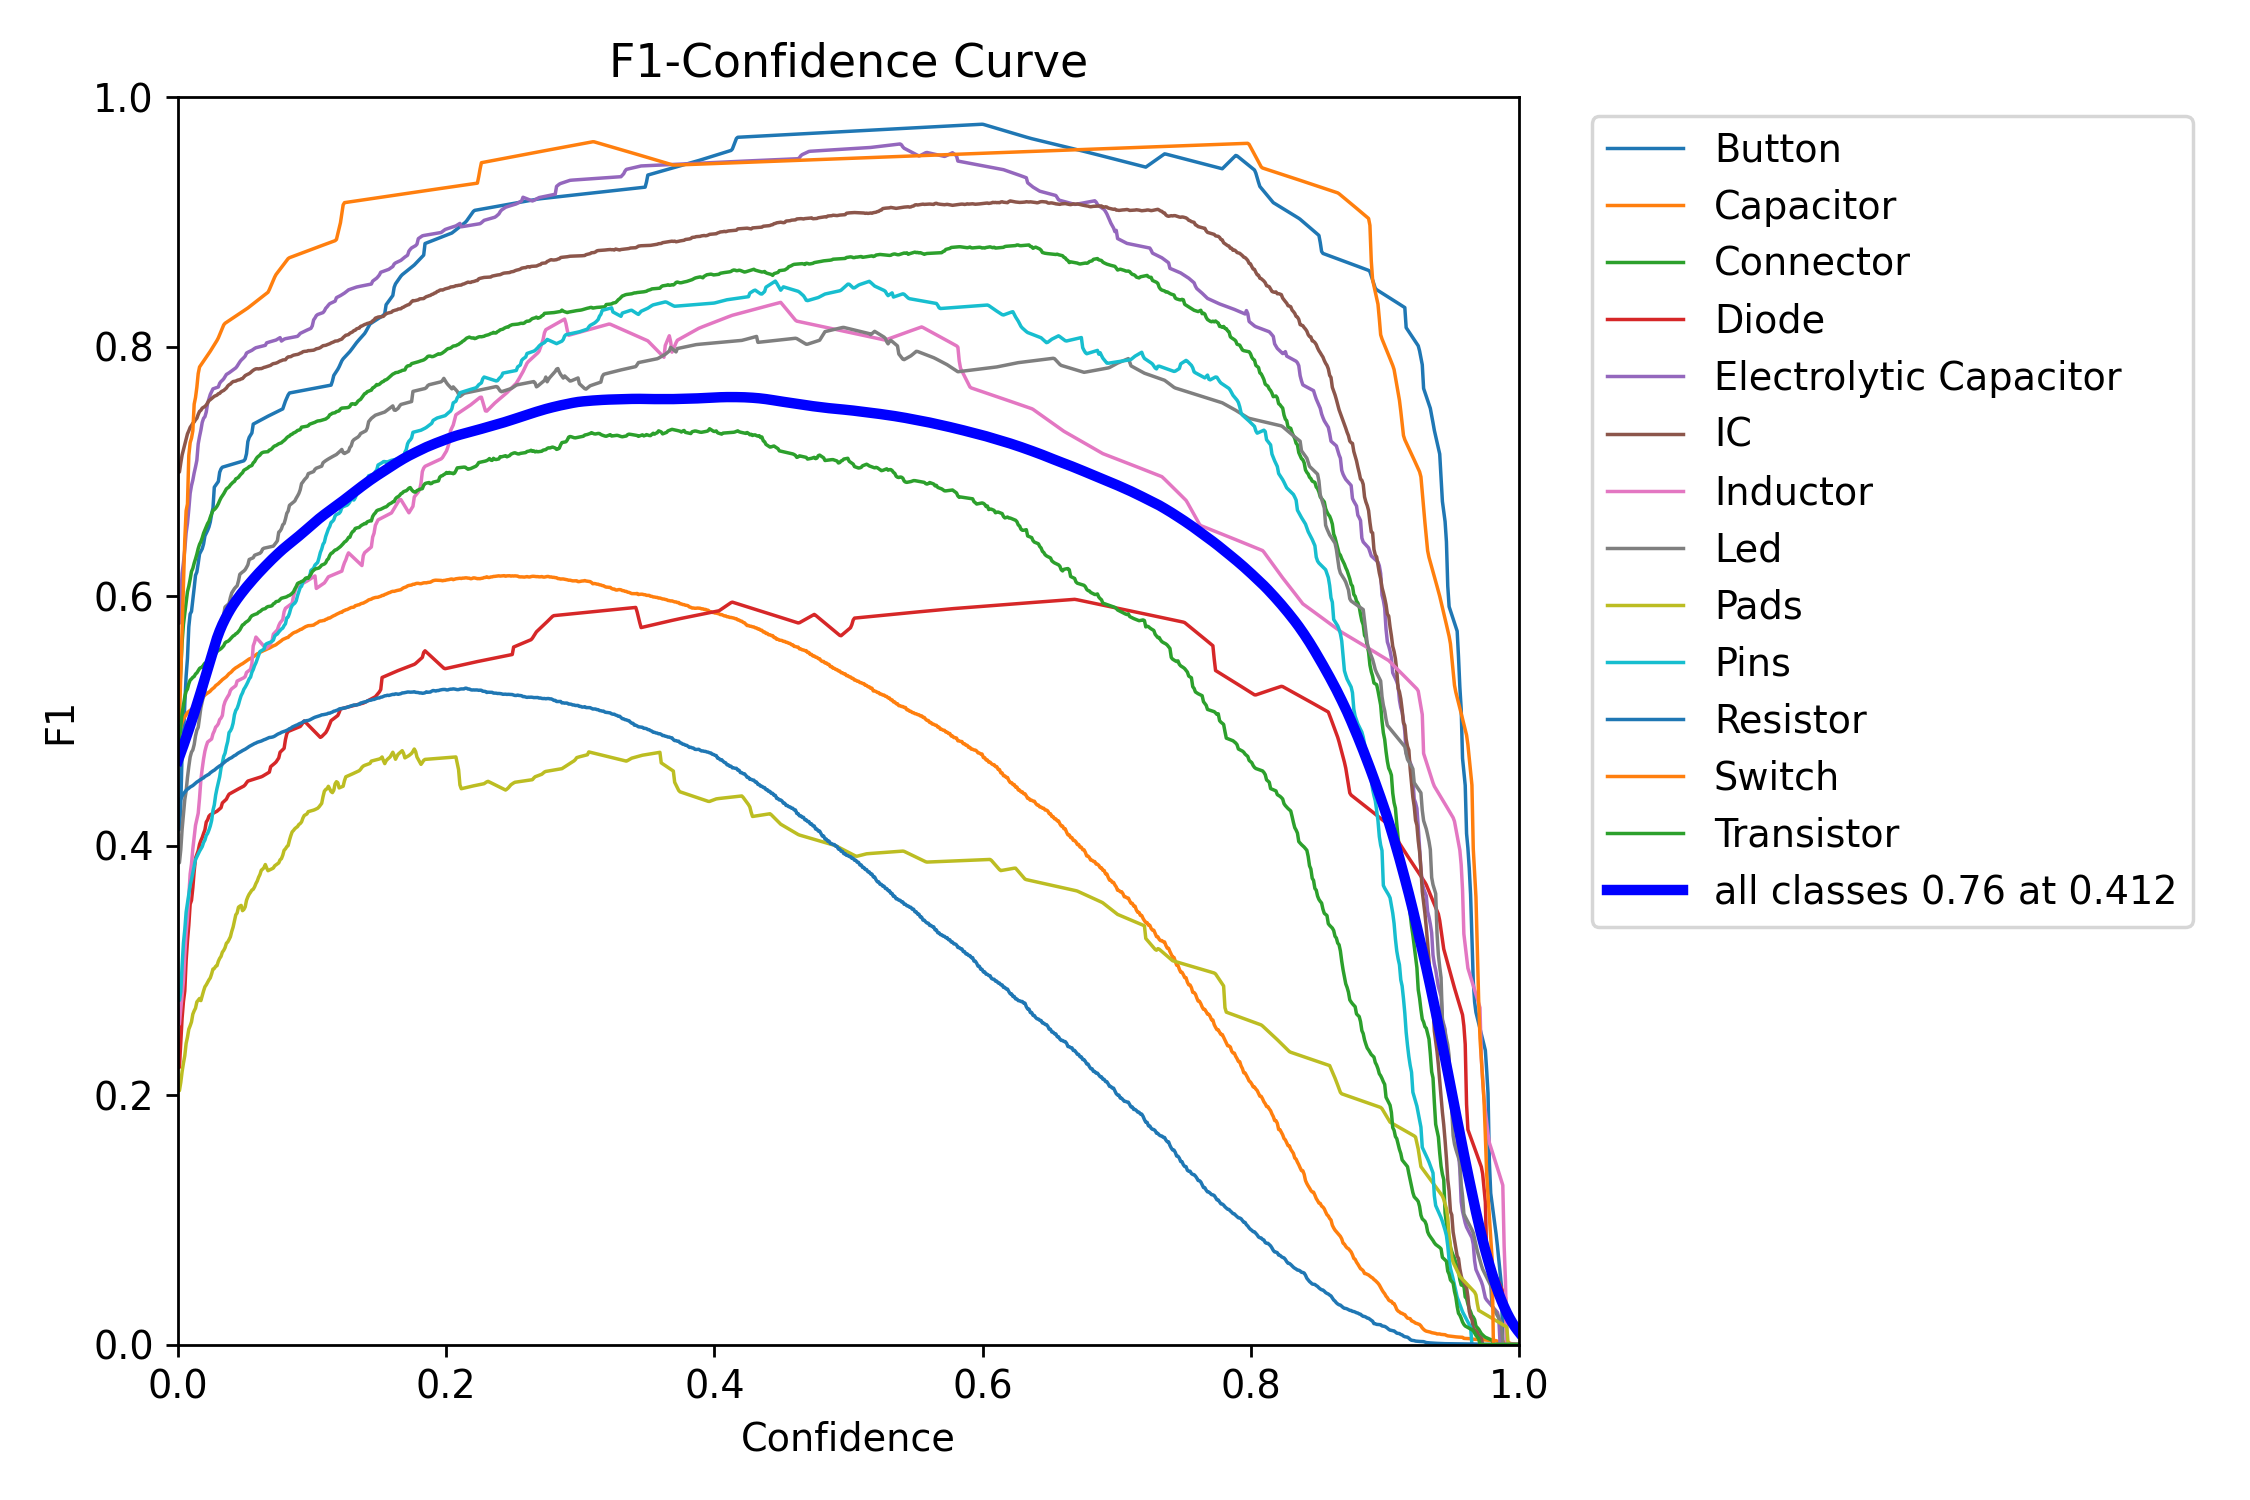 F1-Confidence Curve
1.0
0.8
0.6
0.4
0.2
0.0
F1
0.0 0.2 0.4 0.6 0.8 1.0
Confidence
Button
Capacitor
Connector
Diode
Electrolytic Capacitor
IC
Inductor
Led
Pads
Pins
Resistor
Switch
Transistor
all classes 0.76 at 0.412